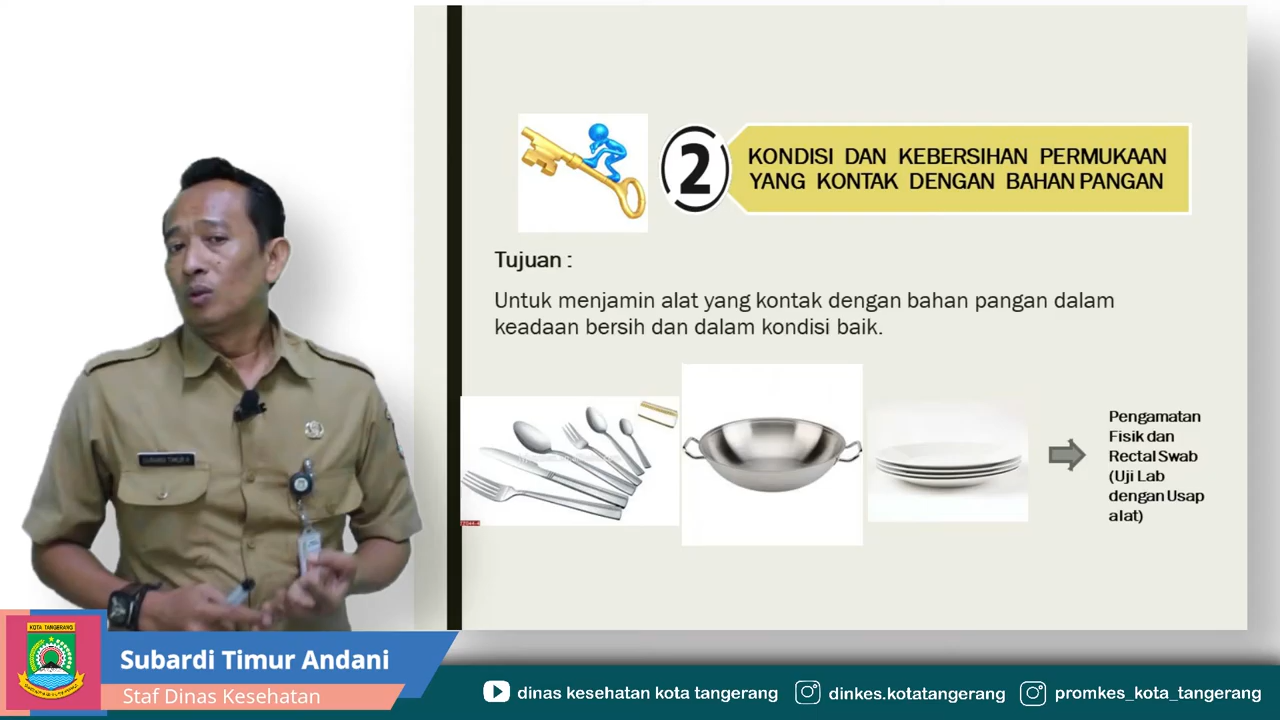 2
KONDISI DAN KEBERSIHAN PERMUKAAN
YANG KONTAK DENGAN BAHAN PANGAN
Tujuan :
Untuk menjamin alat yang kontak dengan bahan pangan dalam
keadaan bersih dan dalam kondisi baik.
Pengamatan
Fisik dan
Rectal Swab
(Uji Lab
dengan Usap
alat)
SUBARDI TIMUR A
KOTA TANGERANG
Subardi Timur Andani
Staf Dinas Kesehatan
dinas kesehatan kota tangerang
dinkes.kotatangerang
promkes_kota_tangerang